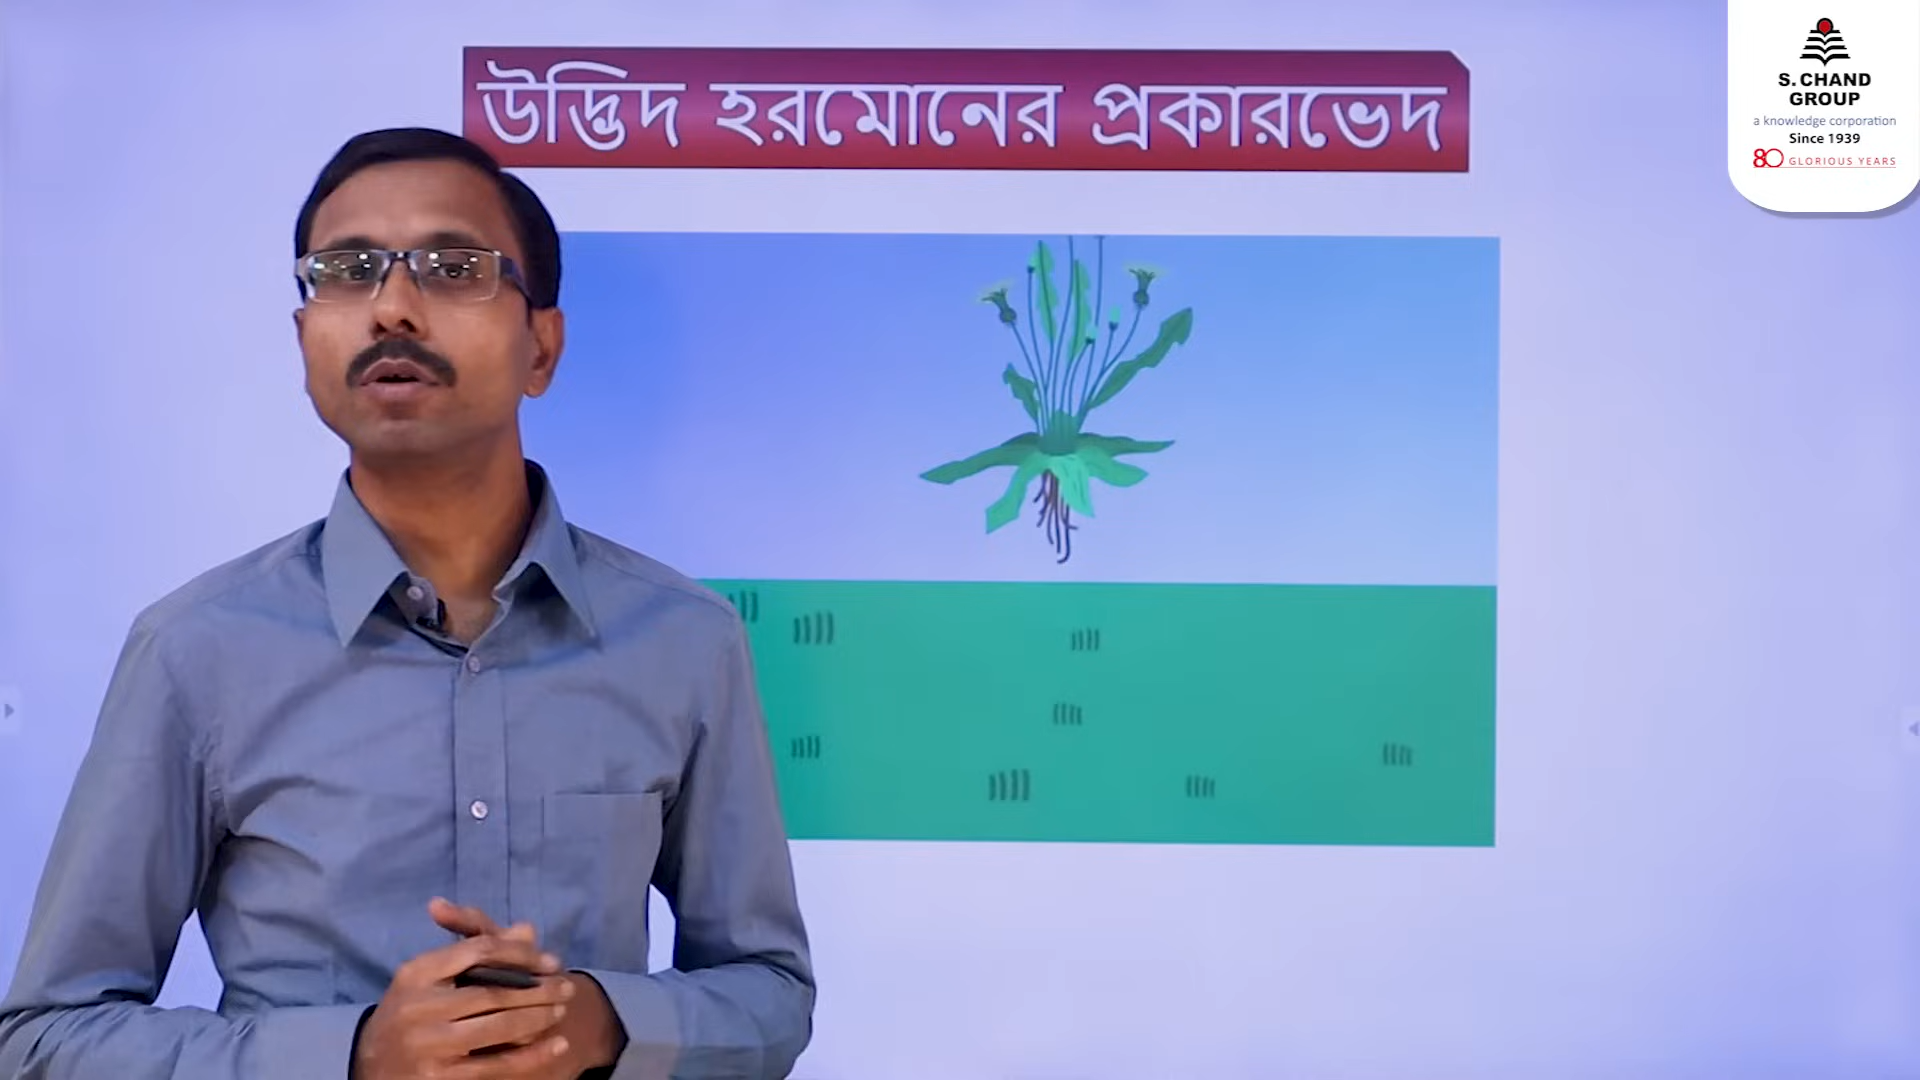 উদ্ভিদ হরমোনের প্রকারভেদ
S. CHAND
GROUP
a knowledge corporation
Since 1939
80 GLORIOUS YEARS